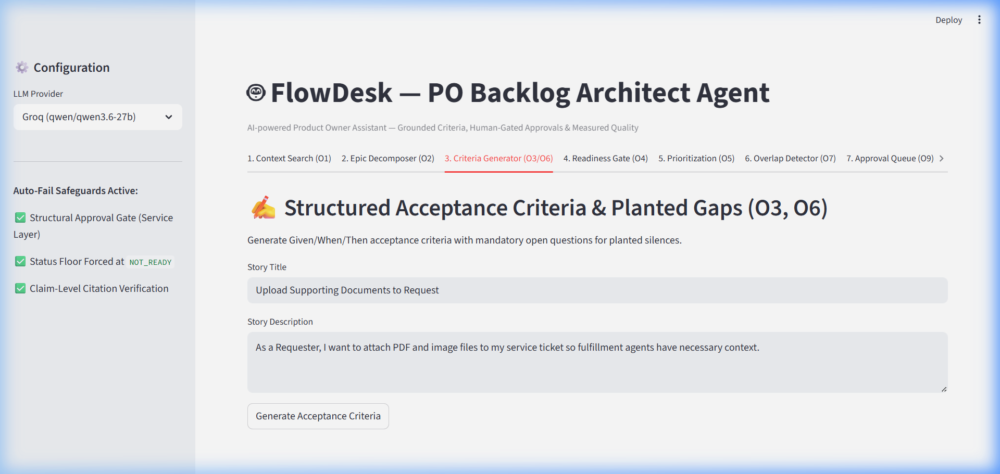 Deploy
Configuration
LLM Provider
Groq (qwen/qwen3.6-27b)
Auto-Fail Safeguards Active:
✅ Structural Approval Gate (Service
Layer)
✅ Status Floor Forced at NOT_READY
✅ Claim-Level Citation Verification
FlowDesk — PO Backlog Architect Agent
AI-powered Product Owner Assistant — Grounded Criteria, Human-Gated Approvals & Measured Quality
1. Context Search (O1) 2. Epic Decomposer (O2) 3. Criteria Generator (O3/O6) 4. Readiness Gate (O4) 5. Prioritization (O5) 6. Overlap Detector (O7) 7. Approval Queue (O9)
✍️ Structured Acceptance Criteria & Planted Gaps (O3, O6)
Generate Given/When/Then acceptance criteria with mandatory open questions for planted silences.
Story Title
Upload Supporting Documents to Request
Story Description
As a Requester, I want to attach PDF and image files to my service ticket so fulfillment agents have necessary context.
Generate Acceptance Criteria